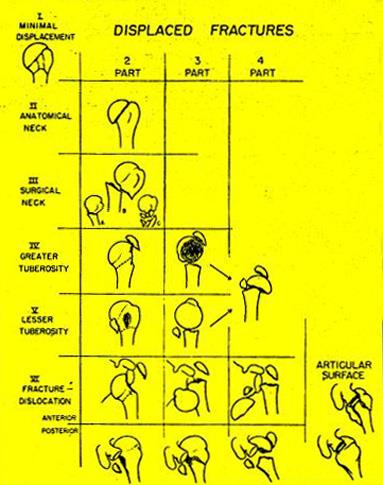 I.
MINIMAL
DISPLACEMENT
DISPLACED FRACTURES
2
PART
3
PART
4
PART
II
ANATOMICAL
NECK
III
SURGICAL
NECK
A
B
C
IV
GREATER
TUBEROSITY
V
LESSER
TUBEROSITY
VI
FRACTURE-
DISLOCATION
ANTERIOR
POSTERIOR
ARTICULAR
SURFACE